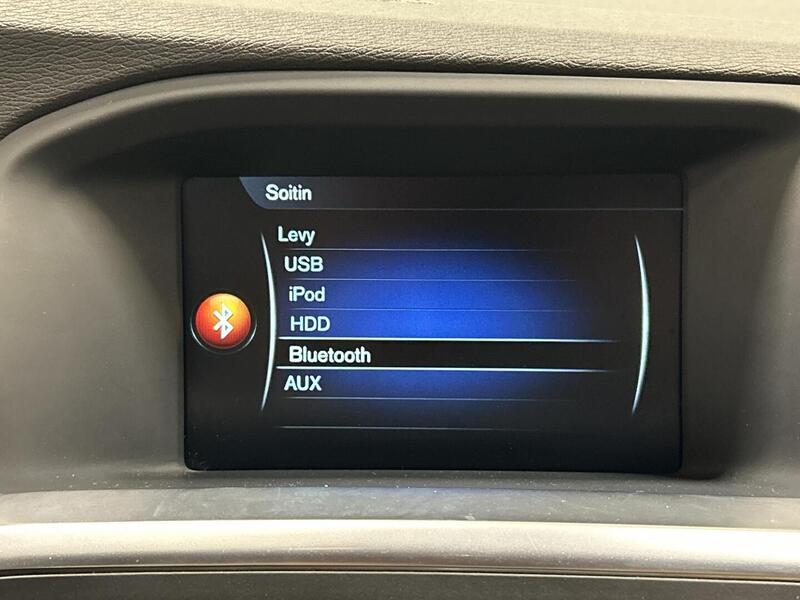 Soitin
Levy
USB
iPod
HDD
Bluetooth
AUX